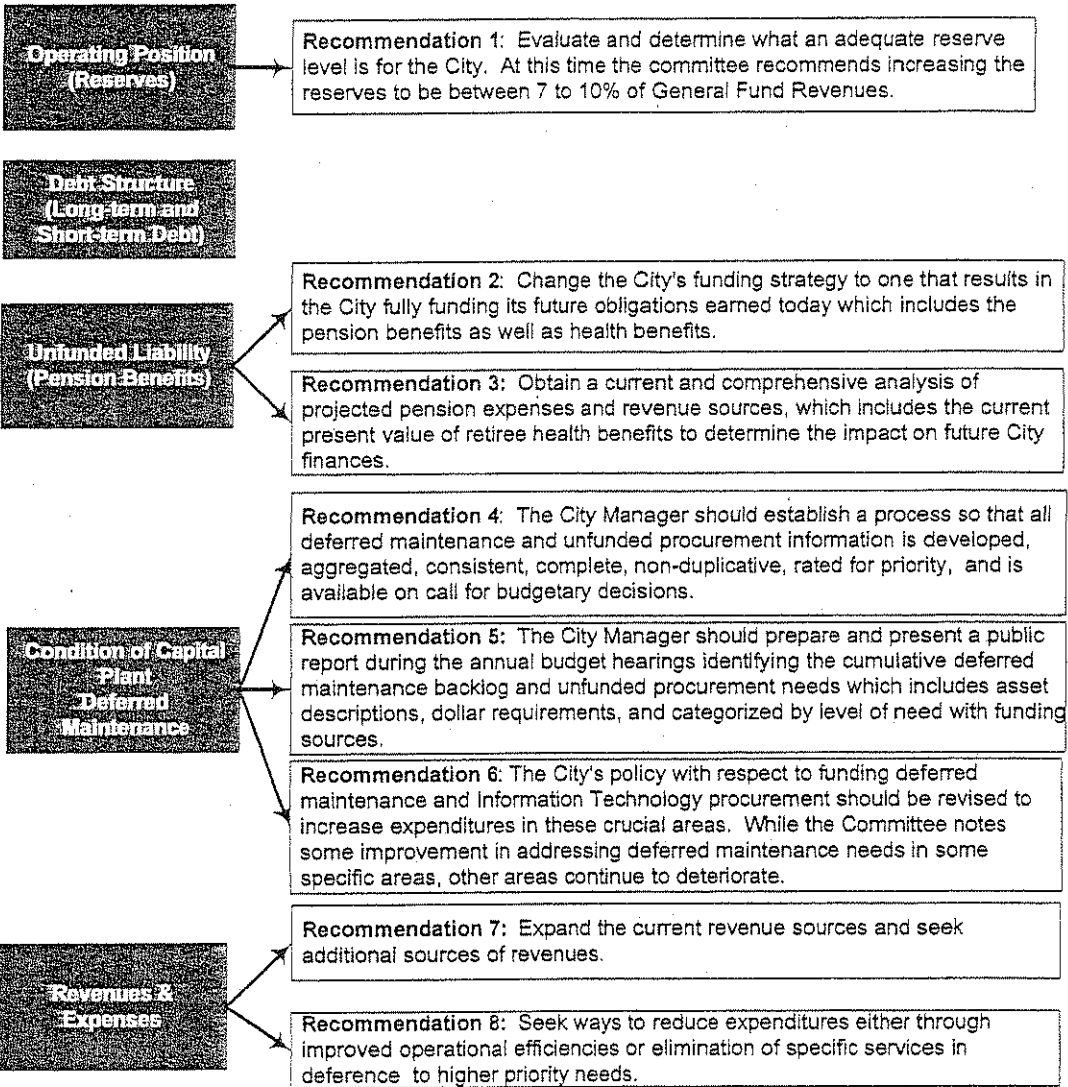 Operating Position
(Reserves)
Recommendation 1: Evaluate and determine what an adequate reserve
level is for the City. At this time the committee recommends increasing the
reserves to be between 7 to 10% of General Fund Revenues.
Debt Structure
(Long-term and
Short-term Debt)
Unfunded Liability
(Pension Benefits)
Recommendation 2: Change the City's funding strategy to one that results in
the City fully funding its future obligations earned today which includes the
pension benefits as well as health benefits.
Recommendation 3: Obtain a current and comprehensive analysis of
projected pension expenses and revenue sources, which includes the current
present value of retiree health benefits to determine the impact on future City
finances.
Condition of Capital
Plant
Deferred
Maintenance
Recommendation 4: The City Manager should establish a process so that all
deferred maintenance and unfunded procurement information is developed,
aggregated, consistent, complete, non-duplicative, rated for priority, and is
available on call for budgetary decisions.
Recommendation 5: The City Manager should prepare and present a public
report during the annual budget hearings identifying the cumulative deferred
maintenance backlog and unfunded procurement needs which includes asset
descriptions, dollar requirements, and categorized by level of need with funding
sources.
Recommendation 6: The City's policy with respect to funding deferred
maintenance and Information Technology procurement should be revised to
increase expenditures in these crucial areas. While the Committee notes
some improvement in addressing deferred maintenance needs in some
specific areas, other areas continue to deteriorate.
Revenues &
Expenses
Recommendation 7: Expand the current revenue sources and seek
additional sources of revenues.
Recommendation 8: Seek ways to reduce expenditures either through
improved operational efficiencies or elimination of specific services in
deference to higher priority needs.